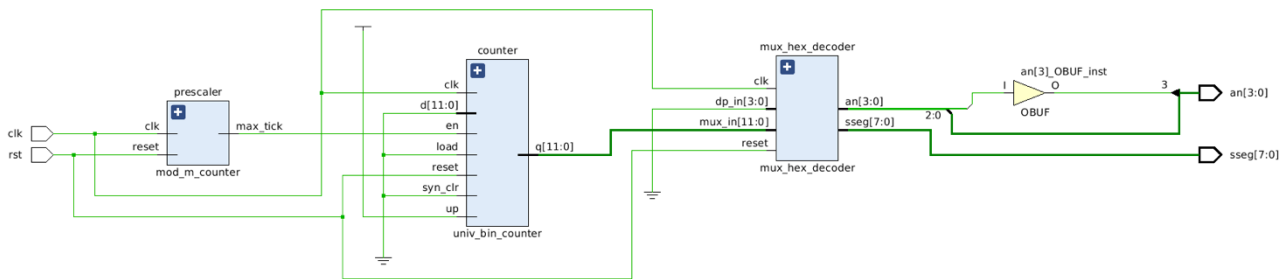 clk
rst
prescaler
clk
reset
max_tick
mod_m_counter
counter
clk
d[11:0]
en
load
reset
syn_clr
up
q[11:0]
univ_bin_counter
mux_hex_decoder
clk
dp_in[3:0]
mux_in[11:0]
reset
an[3:0]
sseg[7:0]
mux_hex_decoder
2:0
an[3]_OBUF_inst
I
O
OBUF
3
an[3:0]
sseg[7:0]